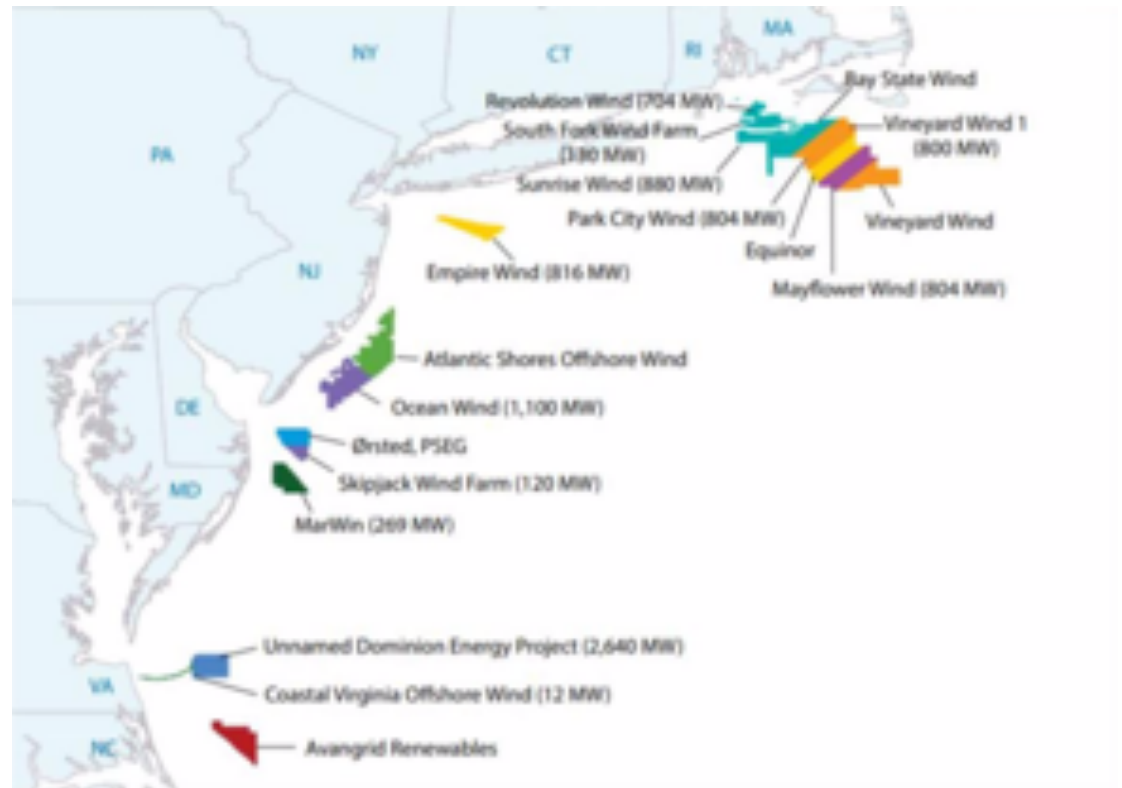 NY
CT
RI
MA
PA
NJ
DE
MD
VA
NC
Bay State Wind
Revolution Wind (704 MW)
South Fork Wind Farm
(130 MW)
Vineyard Wind 1
(800 MW)
Sunrise Wind (880 MW)
Park City Wind (804 MW)
Vineyard Wind
Equinor
Mayflower Wind (804 MW)
Empire Wind (816 MW)
Atlantic Shores Offshore Wind
Ocean Wind (1,100 MW)
Ørsted, PSEG
Skipjack Wind Farm (120 MW)
MarWin (269 MW)
Unnamed Dominion Energy Project (2,640 MW)
Coastal Virginia Offshore Wind (12 MW)
Avangrid Renewables